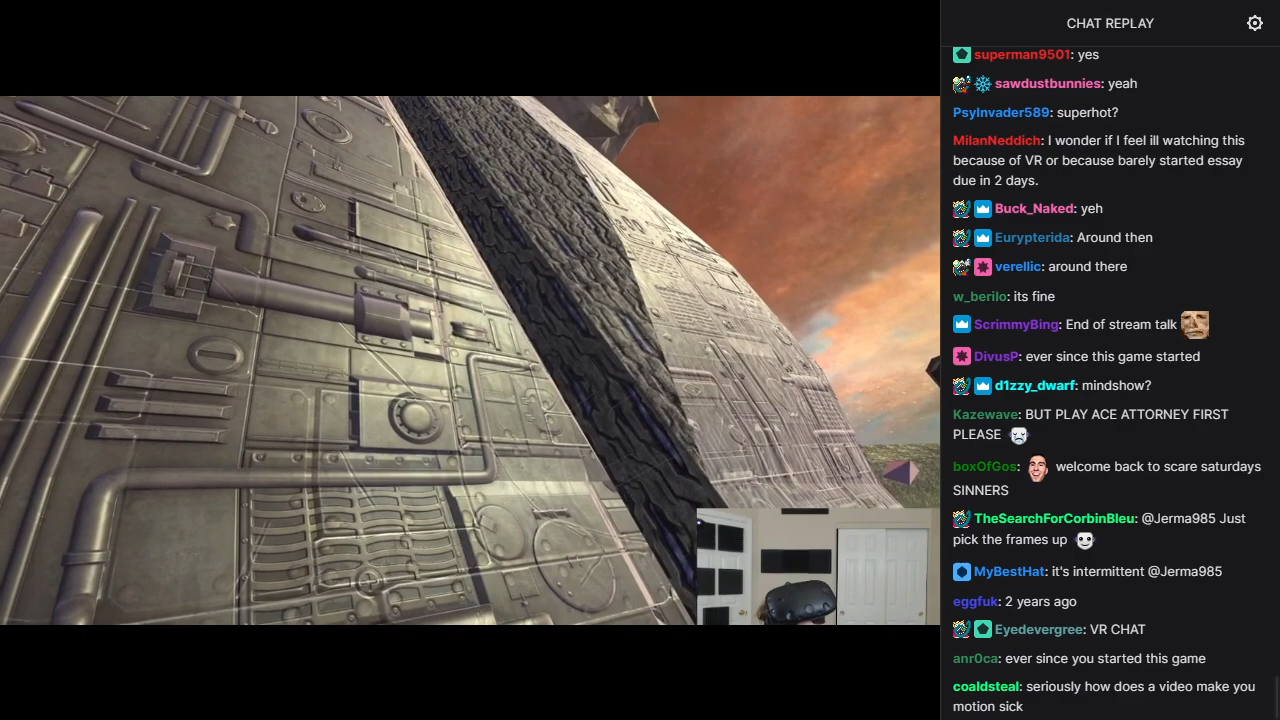 CHAT REPLAY
superman9501: yes
sawdustbunnies: yeah
PsyInvader589: superhot?
MilanNeddich: I wonder if I feel ill watching this
because of VR or because barely started essay
due in 2 days.
Buck_Naked: yeh
Eurypterida: Around then
verellic: around there
w_berilo: its fine
ScrimmyBing: End of stream talk
DivusP: ever since this game started
d1zzy_dwarf: mindshow?
Kazewave: BUT PLAY ACE ATTORNEY FIRST
PLEASE
boxOfGos: welcome back to scare saturdays
SINNERS
TheSearchForCorbinBleu: @Jerma985 Just
pick the frames up
MyBestHat: it's intermittent @Jerma985
eggfuk: 2 years ago
Eyedevergree: VR CHAT
anr0ca: ever since you started this game
coaldsteal: seriously how does a video make you
motion sick